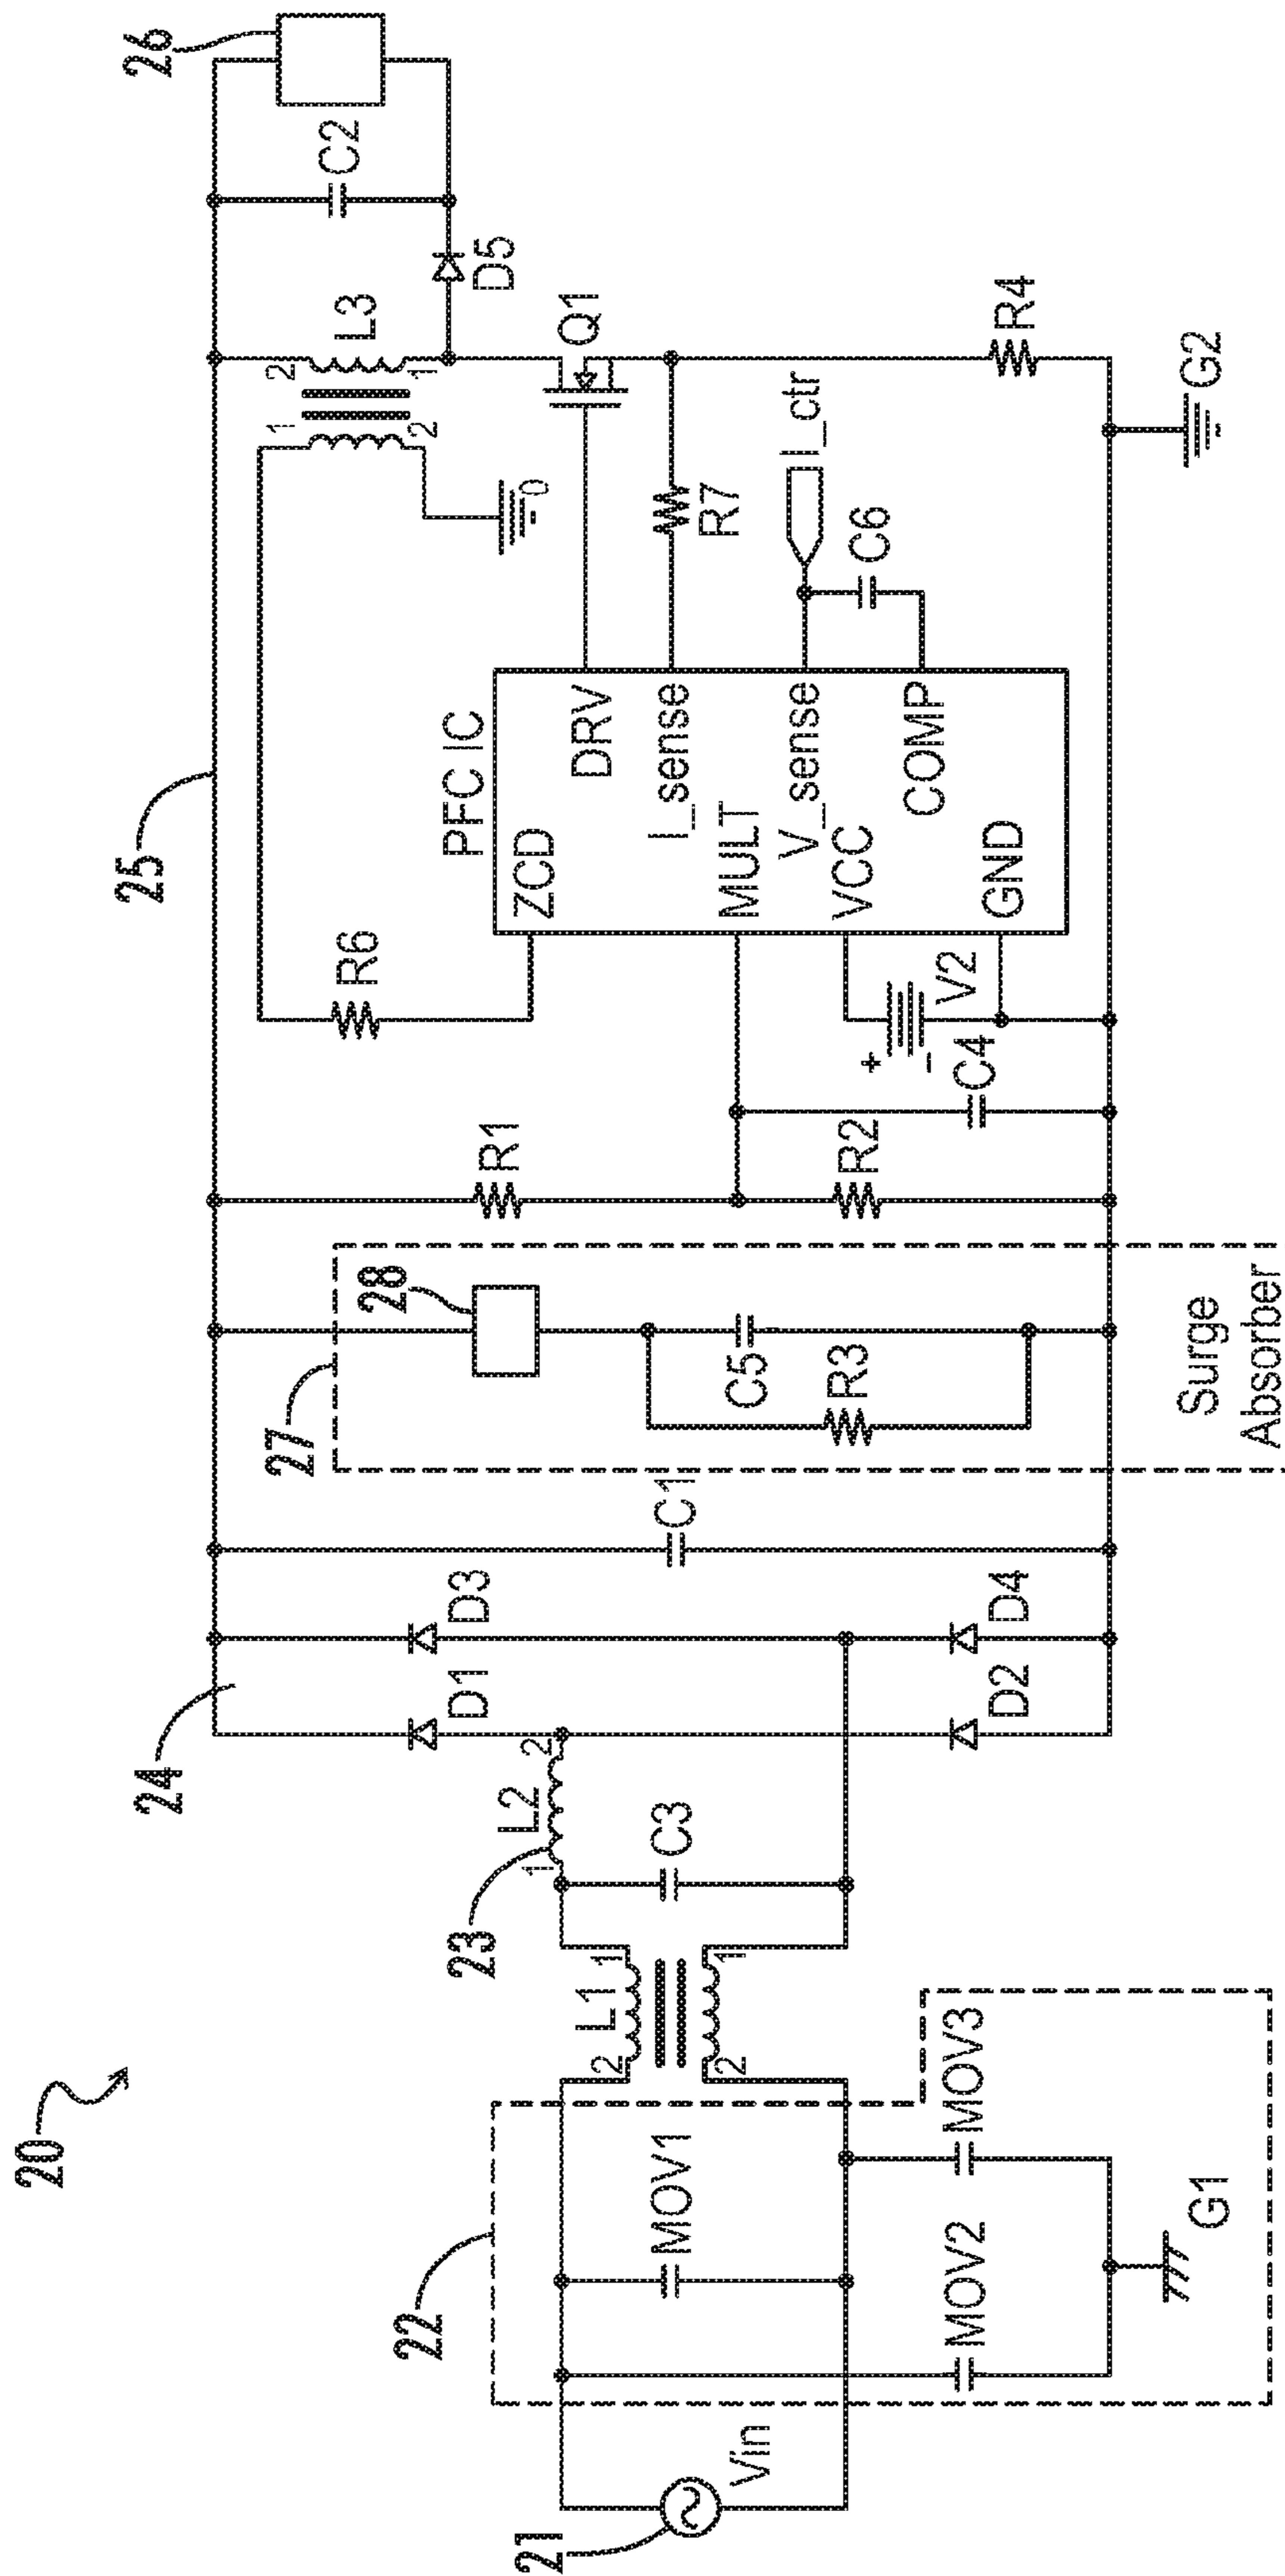 20
21
Vin
22
MOV1
MOV2
MOV3
G1
2
L1
1
2
1
23
1
L2
2
C3
24
D1
D3
D2
D4
C1
27
28
C5
R3
Surge
Absorber
R1
R2
C4
25
R6
PFC IC
ZCD
DRV
I_sense
MULT
V_sense
VCC
COMP
GND
V2
+
-
1
2
2
L3
1
0
Q1
D5
C2
26
R7
I_ctr
C6
R4
G2